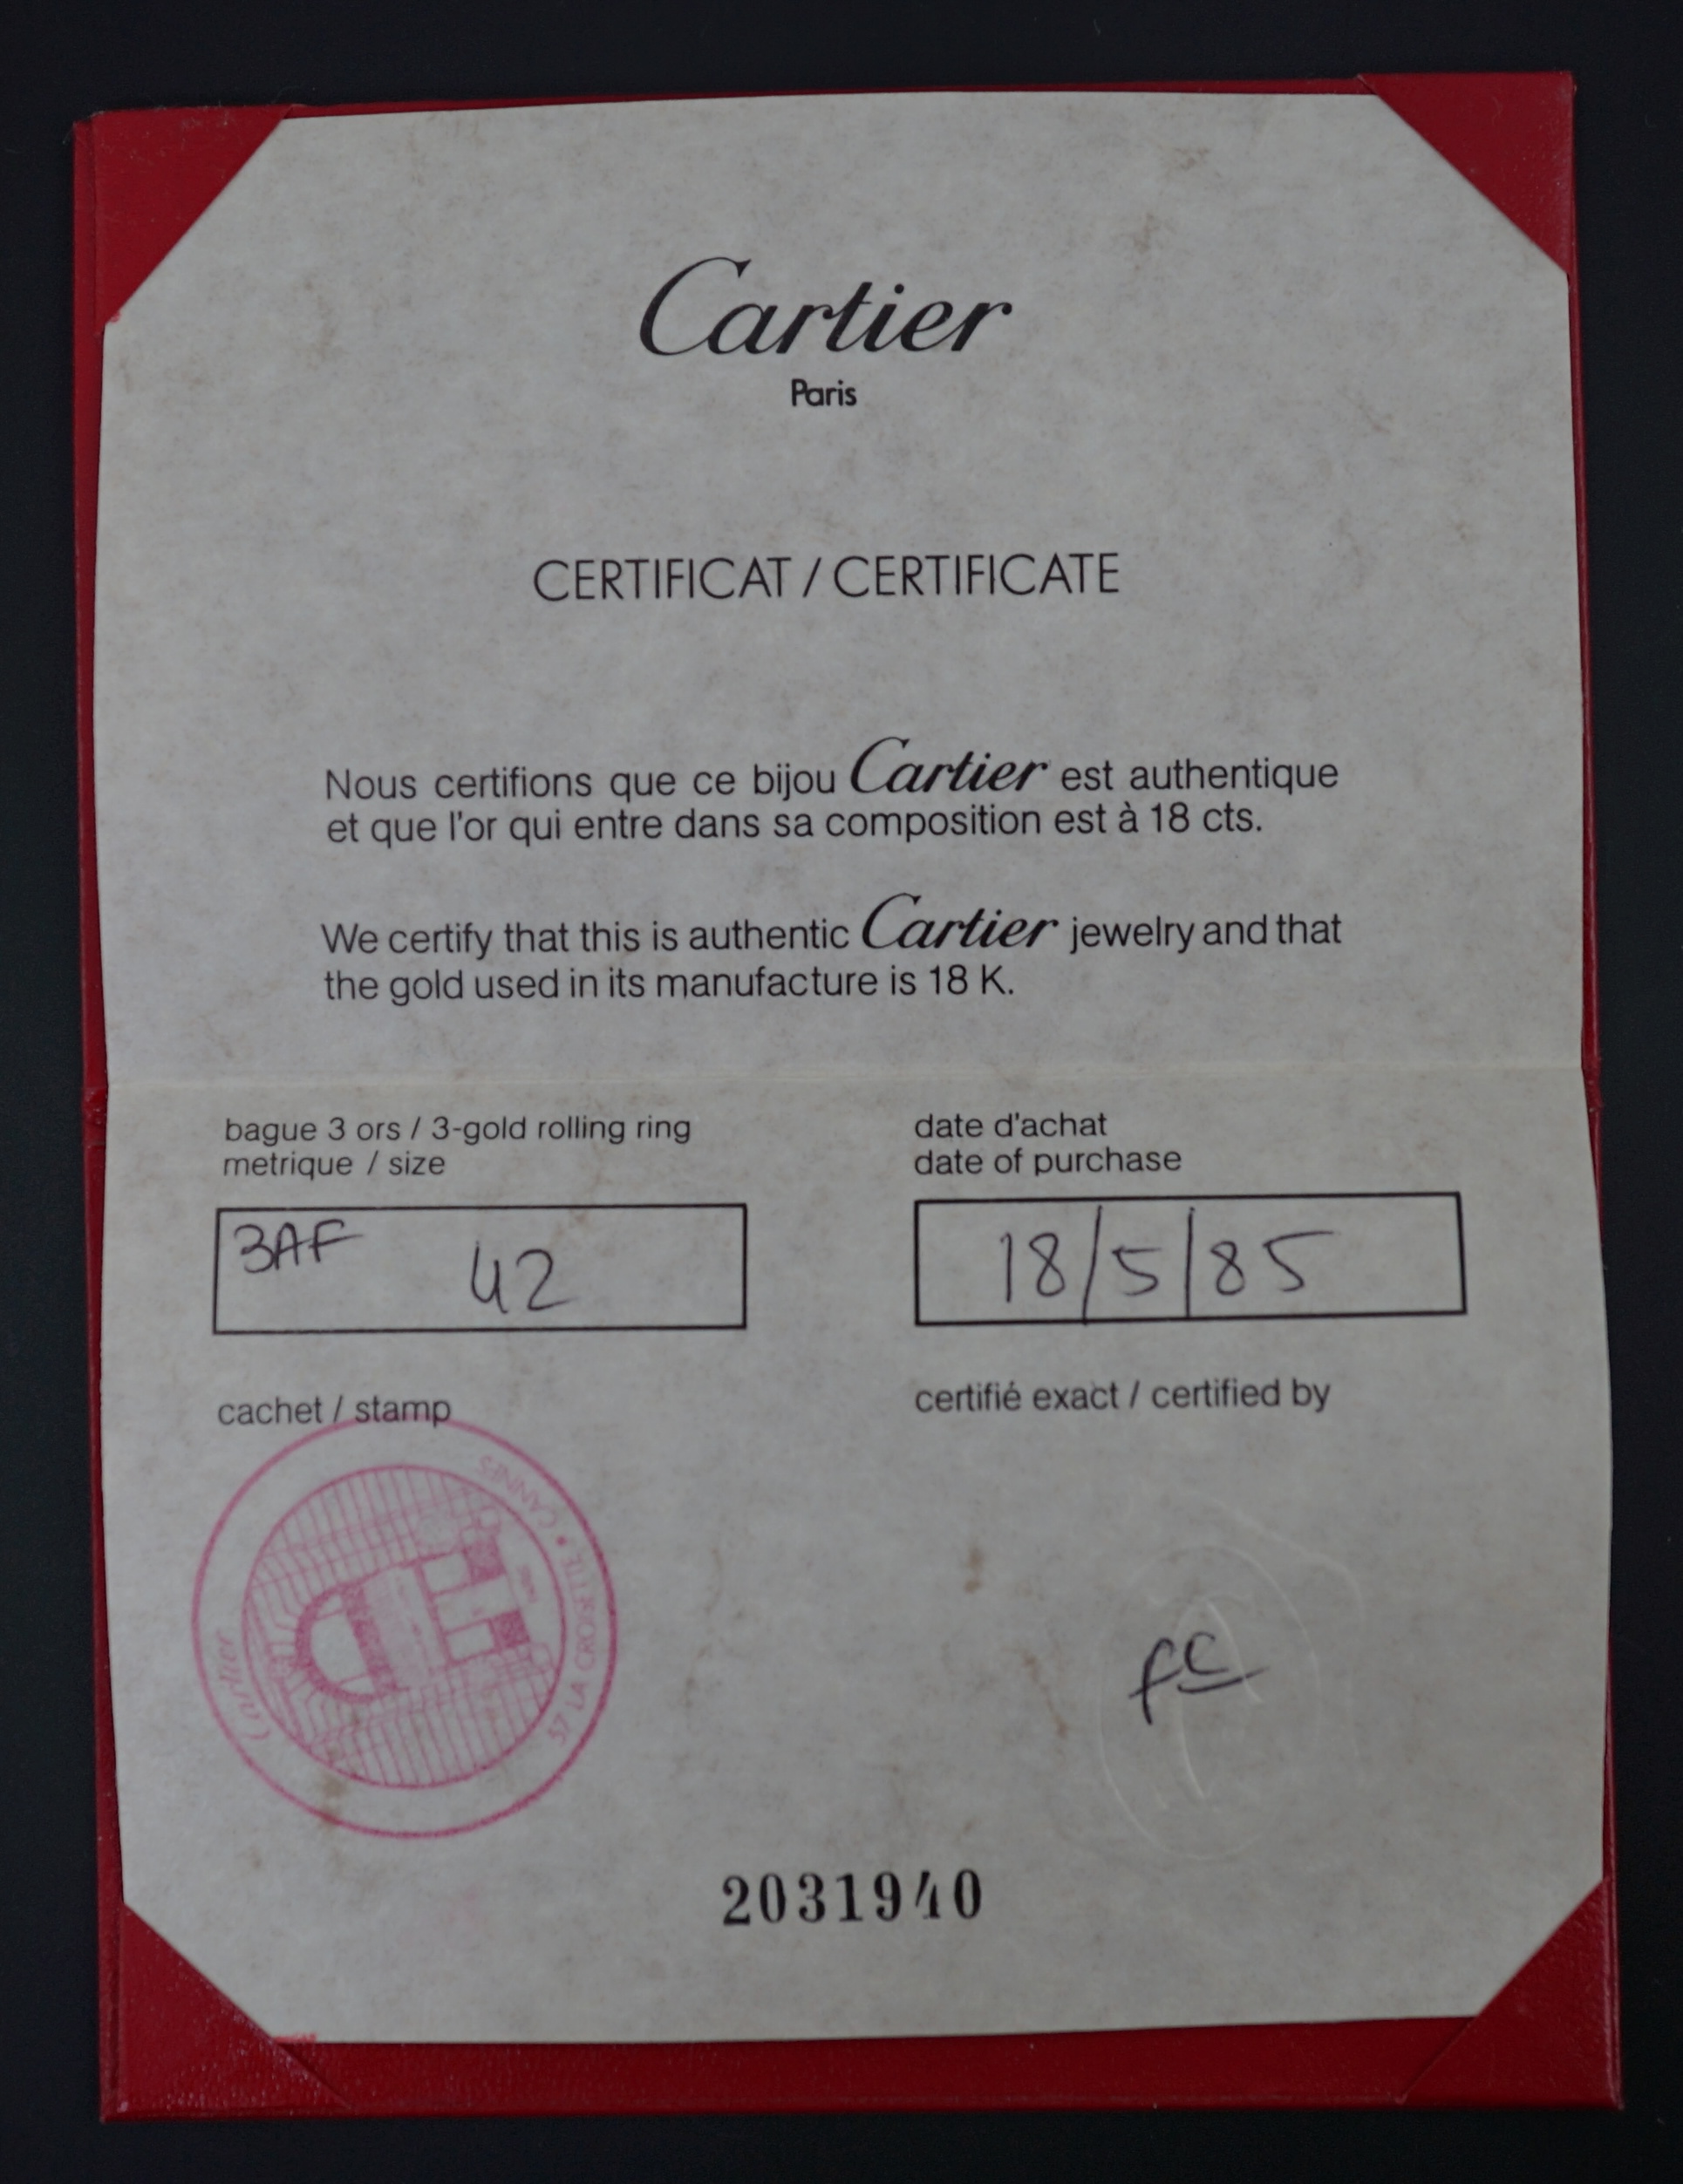 Cartier
Paris
CERTIFICAT / CERTIFICATE
Nous certifions que ce bijou Cartier est authentique
et que l'or qui entre dans sa composition est à 18 cts.
We certify that this is authentic Cartier jewelry and that
the gold used in its manufacture is 18 K.
bague 3 ors / 3-gold rolling ring
metrique / size
3AF 42
date d'achat
date of purchase
18/5/85
cachet / stamp
Cartier
57 LA CROISETTE • CANNES
certifié exact / certified by
fc
2031940